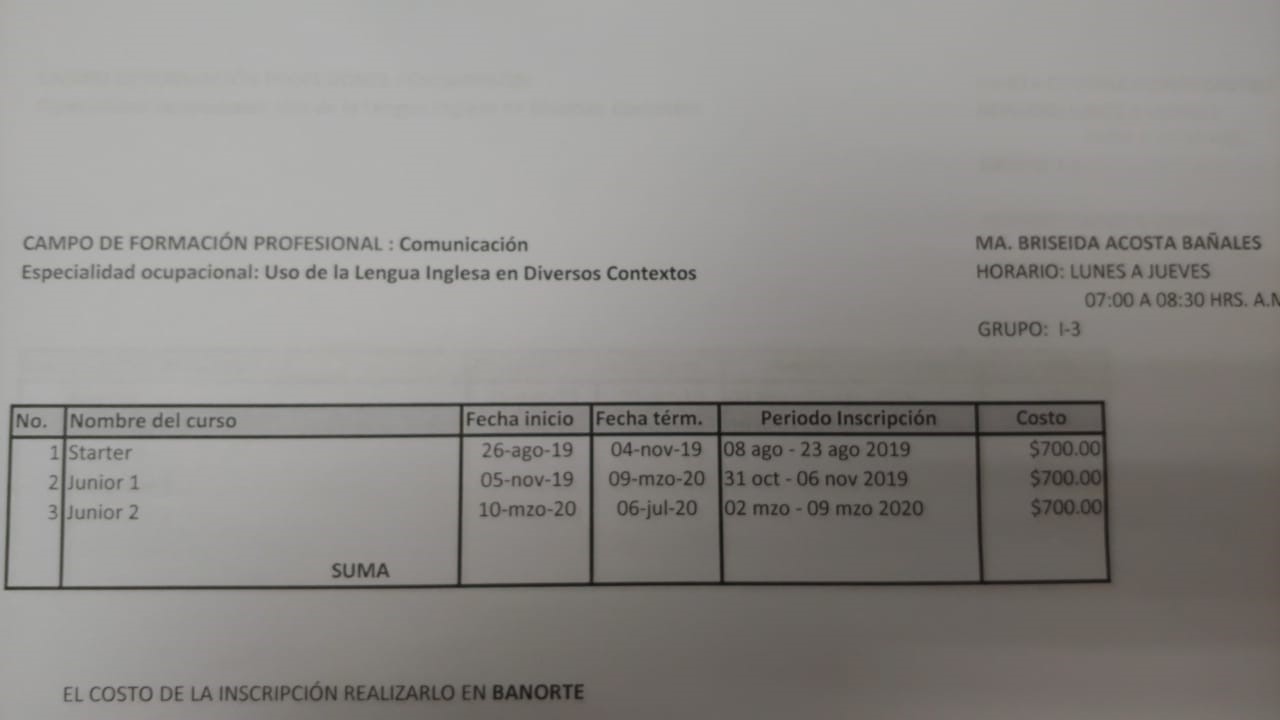 CAMPO DE FORMACIÓN PROFESIONAL : Comunicación
Especialidad ocupacional: Uso de la Lengua Inglesa en Diversos Contextos
MA. BRISEIDA ACOSTA BAÑALES
HORARIO: LUNES A JUEVES
07:00 A 08:30 HRS.
GRUPO: I-3
No. Nombre del curso Fecha inicio Fecha térm. Periodo Inscripción Costo
1 Starter 26-ago-19 04-nov-19 08 ago - 23 ago 2019 $700.00
2 Junior 1 05-nov-19 09-mzo-20 31 oct - 06 nov 2019 $700.00
3 Junior 2 10-mzo-20 06-jul-20 02 mzo - 09 mzo 2020 $700.00
SUMA
EL COSTO DE LA INSCRIPCIÓN REALIZARLO EN BANORTE